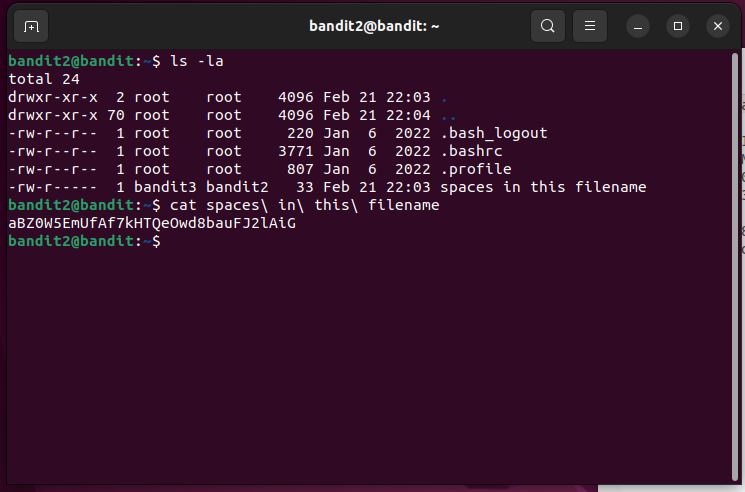 bandit2@bandit: ~
bandit2@bandit:~$ ls -la
total 24
drwxr-xr-x  2 root    root    4096 Feb 21 22:03 .
drwxr-xr-x 70 root    root    4096 Feb 21 22:04 ..
-rw-r--r--  1 root    root     220 Jan  6  2022 .bash_logout
-rw-r--r--  1 root    root    3771 Jan  6  2022 .bashrc
-rw-r--r--  1 root    root     807 Jan  6  2022 .profile
-rw-r-----  1 bandit3 bandit2   33 Feb 21 22:03 spaces in this filename
bandit2@bandit:~$ cat spaces\ in\ this\ filename
aBZ0W5EmUfAf7kHTQeOwd8bauFJ2lAiG
bandit2@bandit:~$